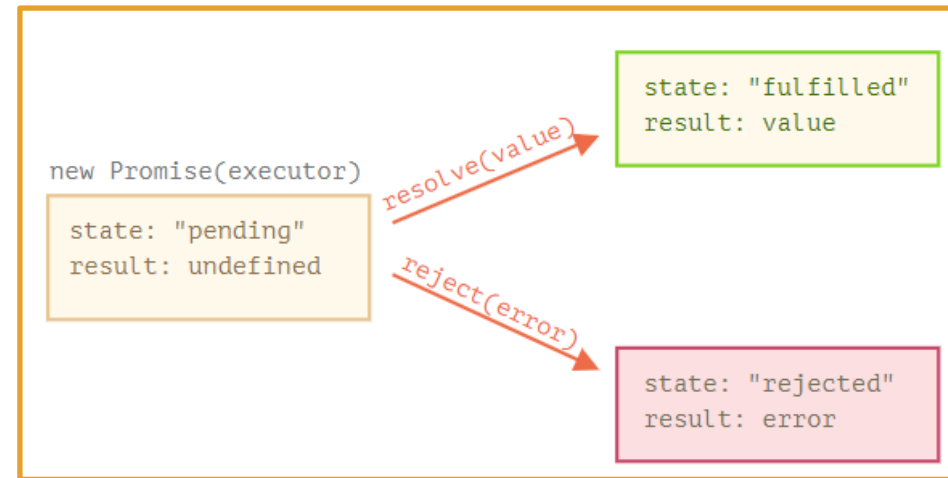 new Promise(executor)
state: "pending"
result: undefined
resolve(value)
reject(error)
state: "fulfilled"
result: value
state: "rejected"
result: error